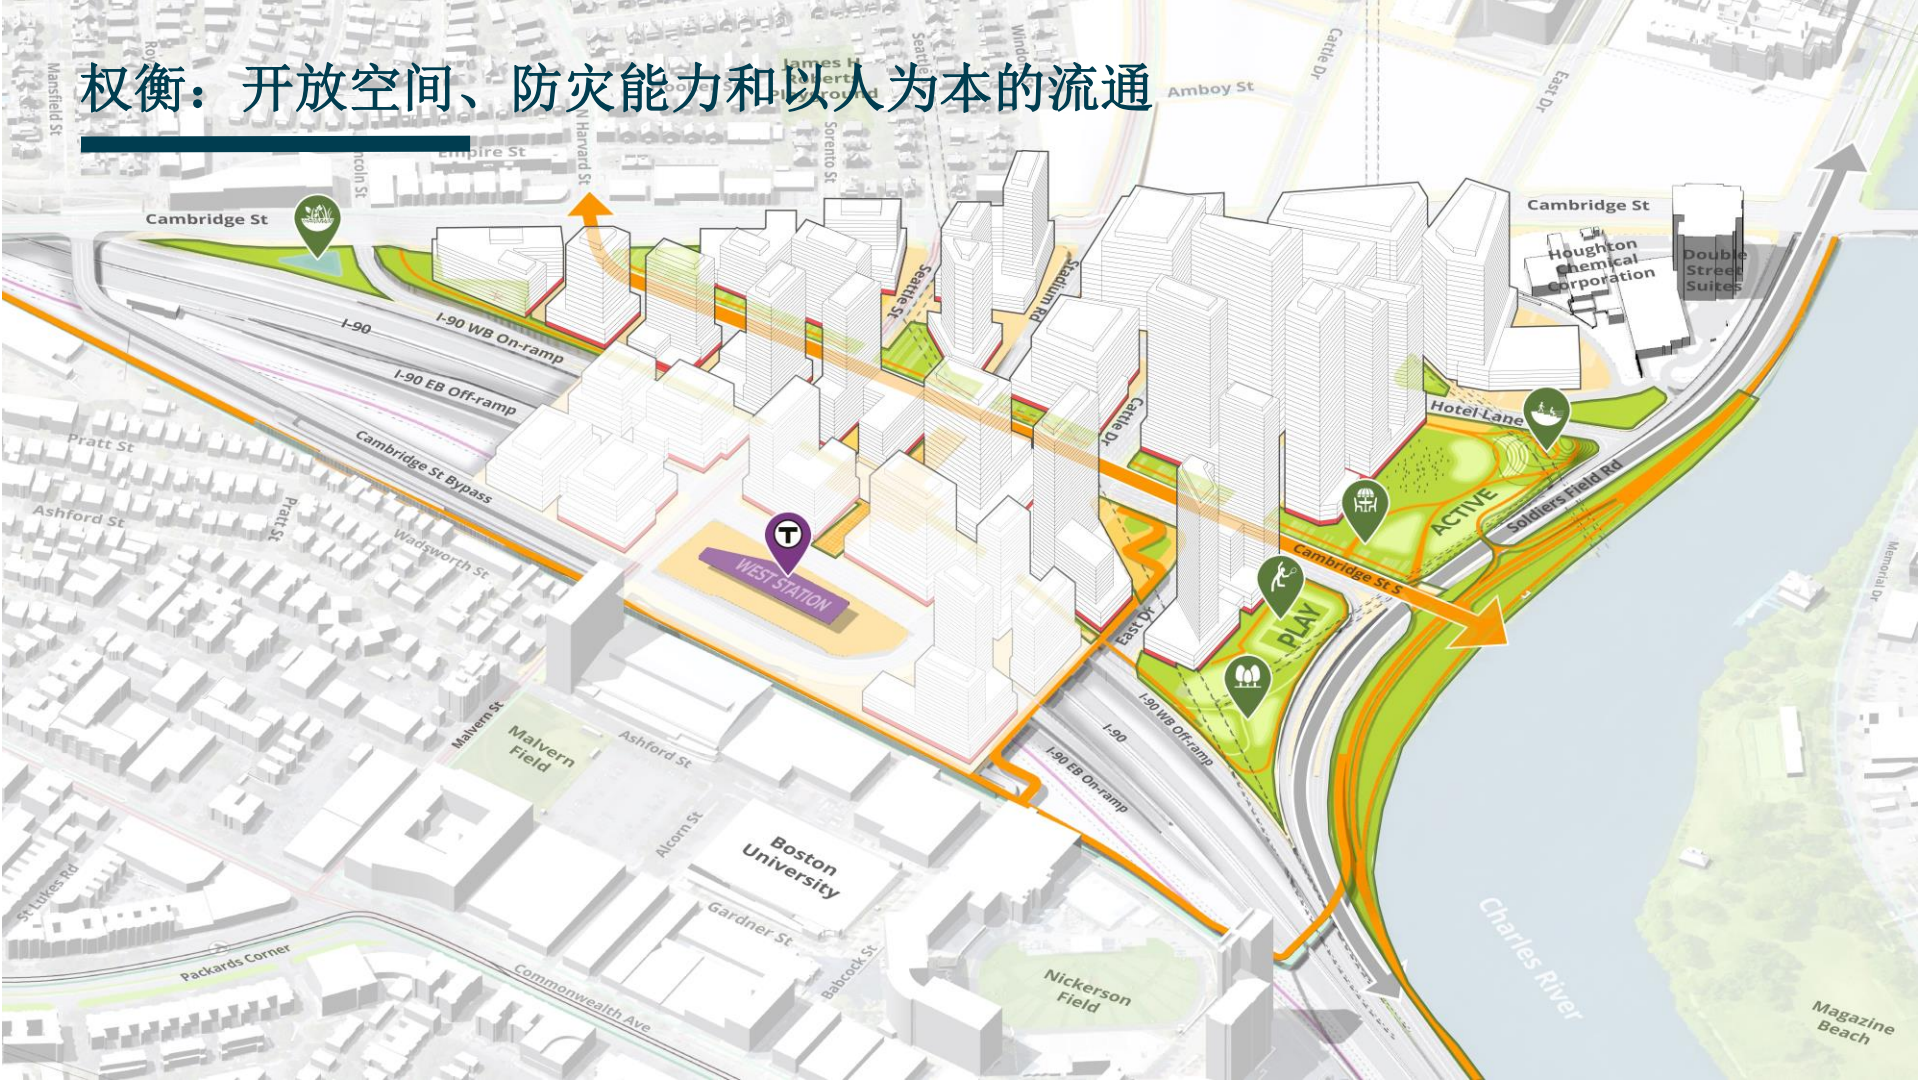 权衡：开放空间、防灾能力和以人为本的流通
Mansfield St
James H
Roberts
Playground
Windom St
Cattle Dr
East Dr
Amboy St
Empire St
N Harvard St
Sorento St
Cambridge St
Cambridge St
Houghton
Chemical
Corporation
Double
Street
Suites
Seattle St
Stadium Rd
I-90
I-90 WB On-ramp
I-90 EB Off-ramp
Cambridge St Bypass
Cattle Dr
Hotel Lane
ACTIVE
Soldiers Field Rd
Pratt St
Pratt St
Ashford St
Wadsworth St
T
WEST STATION
Cambridge St S
PLAY
East Dr
Memorial Dr
I-90 WB Off-ramp
I-90
I-90 EB On-ramp
Malvern St
Malvern
Field
Ashford St
Alcorn St
Boston
University
St Lukes Rd
Gardner St
Babcock St
Packards Corner
Commonwealth Ave
Nickerson
Field
Charles River
Magazine
Beach